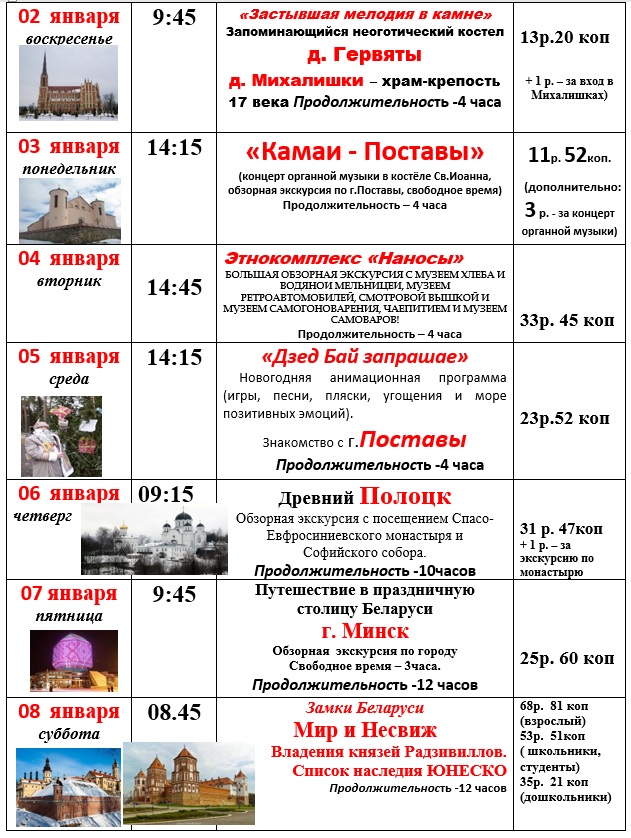 02 января
воскресенье
9:45
«Застывшая мелодия в камне»
Запоминающийся неоготический костел
д. Гервяты
д. Михалишки – храм-крепость
17 века Продолжительность -4 часа
13р.20 коп
+ 1 р. – за вход в
Михалишках)
03 января
понедельник
14:15
«Камаи - Поставы»
(концерт органной музыки в костёле Св.Иоанна,
обзорная экскурсия по г.Поставы, свободное время)
Продолжительность – 4 часа
11р. 52коп.
(дополнительно:
3 р. - за концерт
органной музыки)
04 января
вторник
14:45
Этнокомплекс «Наносы»
БОЛЬШАЯ ОБЗОРНАЯ ЭКСКУРСИЯ С МУЗЕЕМ ХЛЕБА И
ВОДЯНОЙ МЕЛЬНИЦЕЙ, МУЗЕЕМ
РЕТРОАВТОМОБИЛЕЙ, СМОТРОВОЙ ВЫШКОЙ И
МУЗЕЕМ САМОГОНОВАРЕНИЯ, ЧАЕПИТИЕМ И МУЗЕЕМ
САМОВАРОВ!
Продолжительность – 4 часа
33р. 45 коп
05 января
среда
14:15
«Дзед Бай запрашае»
Новогодняя анимационная программа
(игры, песни, пляски, угощения и море
позитивных эмоций).
Знакомство с г.Поставы
Продолжительность -4 часа
23р.52 коп
06 января
четверг
09:15
Древний Полоцк
Обзорная экскурсия с посещением Спасо-
Евфросиниевского монастыря и
Софийского собора.
Продолжительность -10часов
31 р. 47коп
+ 1 р. – за
экскурсию по
монастырю
07 января
пятница
9:45
Путешествие в праздничную
столицу Беларуси
г. Минск
Обзорная экскурсия по городу
Свободное время – 3часа.
Продолжительность -12 часов
25р. 60 коп
08 января
суббота
08.45
Замки Беларуси
Мир и Несвиж
Владения князей Радзивиллов.
Список наследия ЮНЕСКО
Продолжительность -12 часов
68р. 81 коп
(взрослый)
53р. 51коп
( школьники,
студенты)
35р. 21 коп
(дошкольники)